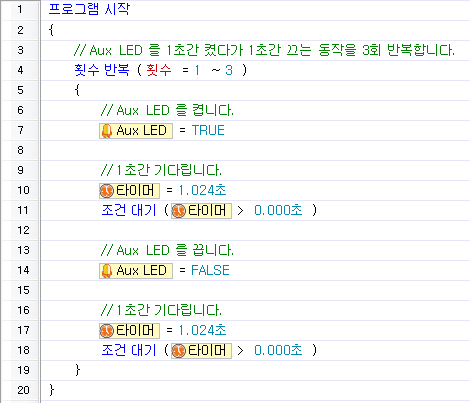 1 프로그램 시작
2 {
3 // Aux LED 를 1초간 켰다가 1초간 끄는 동작을 3회 반복합니다.
4 횟수 반복 ( 횟수 = 1 ~ 3 )
5 {
6 // Aux LED 를 켭니다.
7 Aux LED = TRUE
8
9 // 1초간 기다립니다.
10 타이머 = 1.024초
11 조건 대기 ( 타이머 > 0.000초 )
12
13 // Aux LED 를 끕니다.
14 Aux LED = FALSE
15
16 // 1초간 기다립니다.
17 타이머 = 1.024초
18 조건 대기 ( 타이머 > 0.000초 )
19 }
20 }